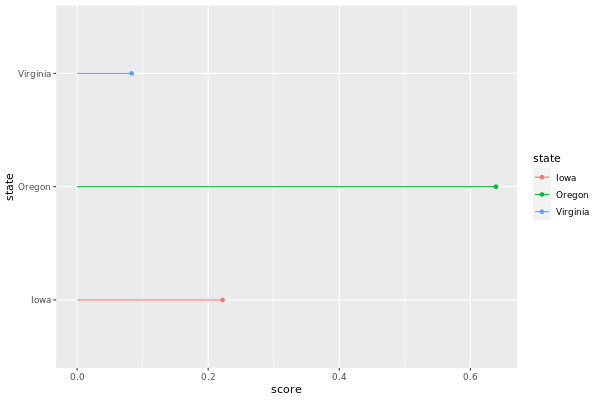 Virginia
Oregon
Iowa
state
0.0 0.2 0.4 0.6
score
state
Iowa
Oregon
Virginia